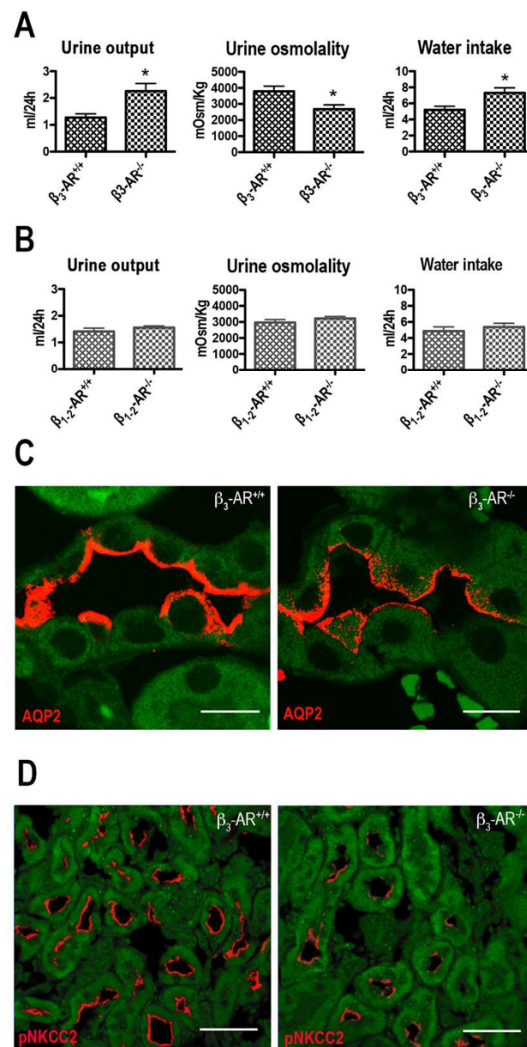 A
Urine output
ml/24h
3
2
1
0
*
β₃-AR⁺/⁺
β3-AR⁻/⁻
Urine osmolality
mOsm/Kg
5000
4000
3000
2000
1000
0
*
β₃-AR⁺/⁺
β3-AR⁻/⁻
Water intake
ml/24h
10
8
6
4
2
0
*
β₃-AR⁺/⁺
β₃-AR⁻/⁻
B
Urine output
ml/24h
3
2
1
0
β₁₋₂-AR⁺/⁺
β₁₋₂-AR⁻/⁻
Urine osmolality
mOsm/Kg
5000
4000
3000
2000
1000
0
β₁₋₂-AR⁺/⁺
β₁₋₂-AR⁻/⁻
Water intake
ml/24h
10
8
6
4
2
0
β₁₋₂-AR⁺/⁺
β₁₋₂-AR⁻/⁻
C
β₃-AR⁺/⁺
AQP2
β₃-AR⁻/⁻
AQP2
D
β₃-AR⁺/⁺
pNKCC2
β₃-AR⁻/⁻
pNKCC2